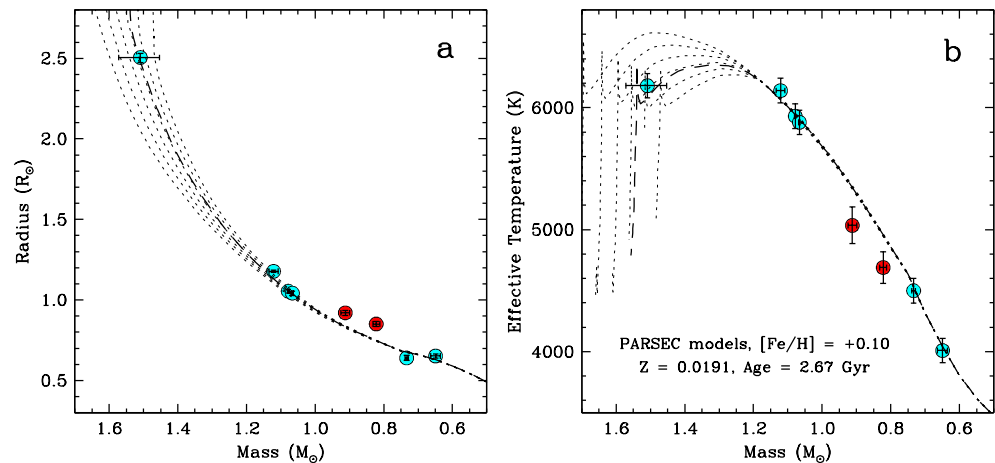 a
2.5
2.0
1.5
1.0
0.5
Radius (R☉)
1.6 1.4 1.2 1.0 0.8 0.6
Mass (M☉)
b
6000
5000
4000
Effective Temperature (K)
PARSEC models, [Fe/H] = +0.10
Z = 0.0191, Age = 2.67 Gyr
1.6 1.4 1.2 1.0 0.8 0.6
Mass (M☉)